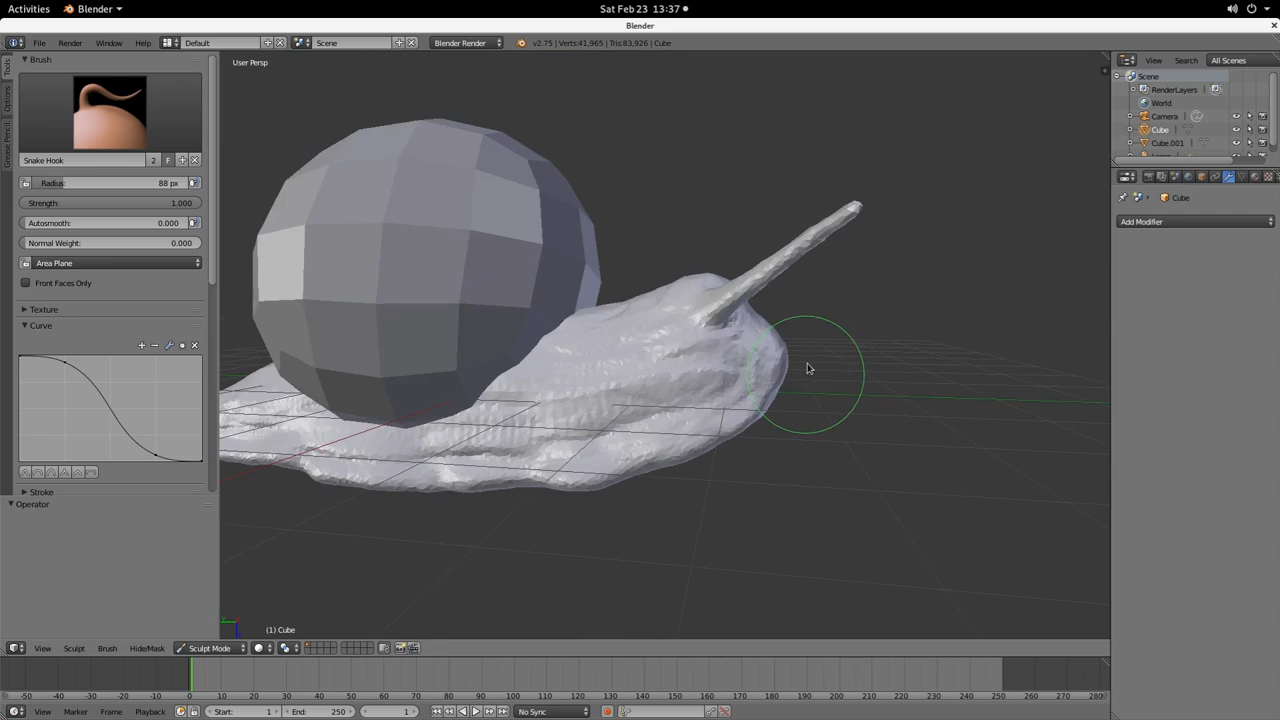 Activities Blender Sat Feb 23 13:37
Blender
File Render Window Help Default Scene Blender Render v2.75 | Verts:41,965 | Tris:83,926 | Cube
Brush
Snake Hook 2 F
Radius: 88 px
Strength: 1.000
Autosmooth: 0.000
Normal Weight: 0.000
Area Plane
Front Faces Only
Texture
Curve
Stroke
Operator
Tools
Options
Grease Pencil
User Persp
(1) Cube
View Search All Scenes
Scene
RenderLayers
World
Camera
Cube
Cube.001
Cube
Add Modifier
View Sculpt Brush Hide/Mask Sculpt Mode
-50 -40 -30 -20 -10 0 10 20 30 40 50 60 70 80 90 100 110 120 130 140 150 160 170 180 190 200 210 220 230 240 250 260 270 280
View Marker Frame Playback Start: 1 End: 250 1 No Sync